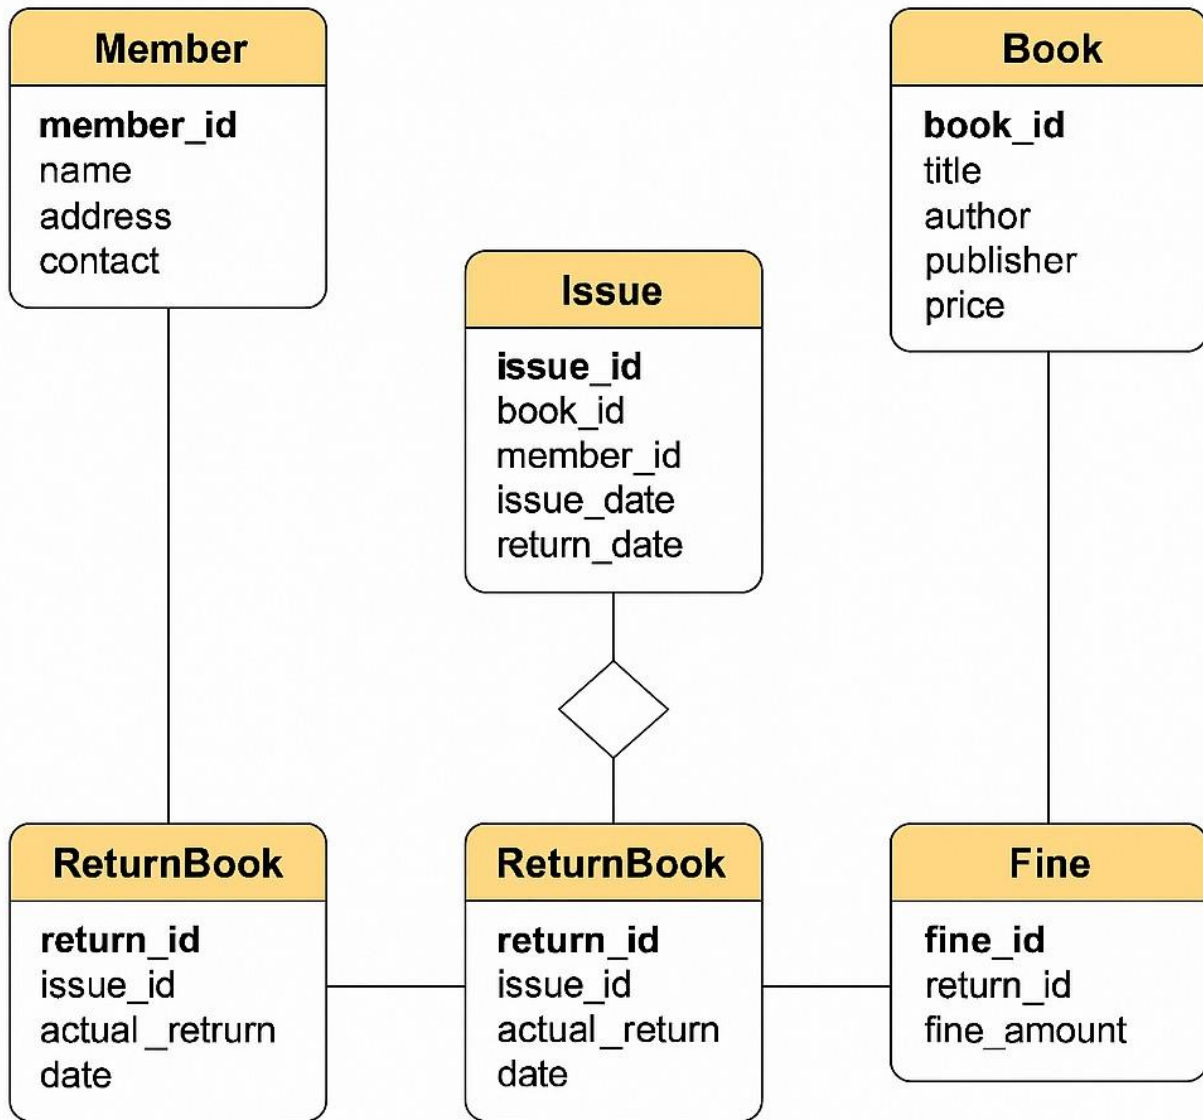 Member
member_id
name
address
contact
Book
book_id
title
author
publisher
price
Issue
issue_id
book_id
member_id
issue_date
return_date
ReturnBook
return_id
issue_id
actual_retrurn
date
ReturnBook
return_id
issue_id
actual_return
date
Fine
fine_id
return_id
fine_amount